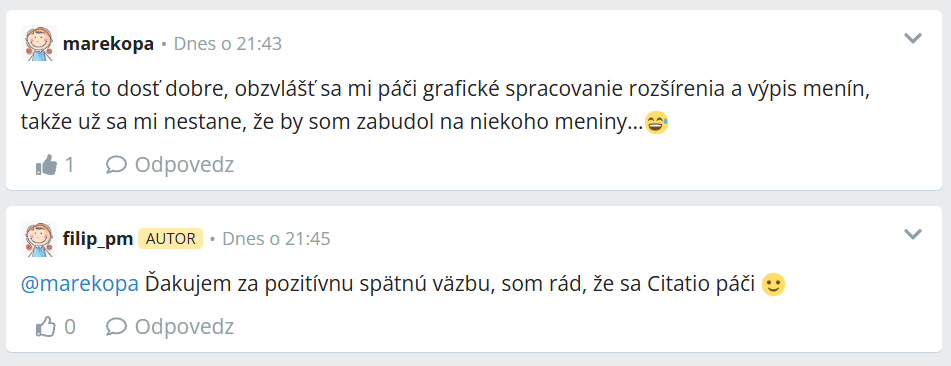 marekopa • Dnes o 21:43
Vyzerá to dosť dobre, obzvlášť sa mi páči grafické spracovanie rozšírenia a výpis menín,
takže už sa mi nestane, že by som zabudol na niekoho meniny...😅
1 Odpovedz
filip_pm AUTOR • Dnes o 21:45
@marekopa Ďakujem za pozitívnu spätnú väzbu, som rád, že sa Citatio páči 🙂
0 Odpovedz